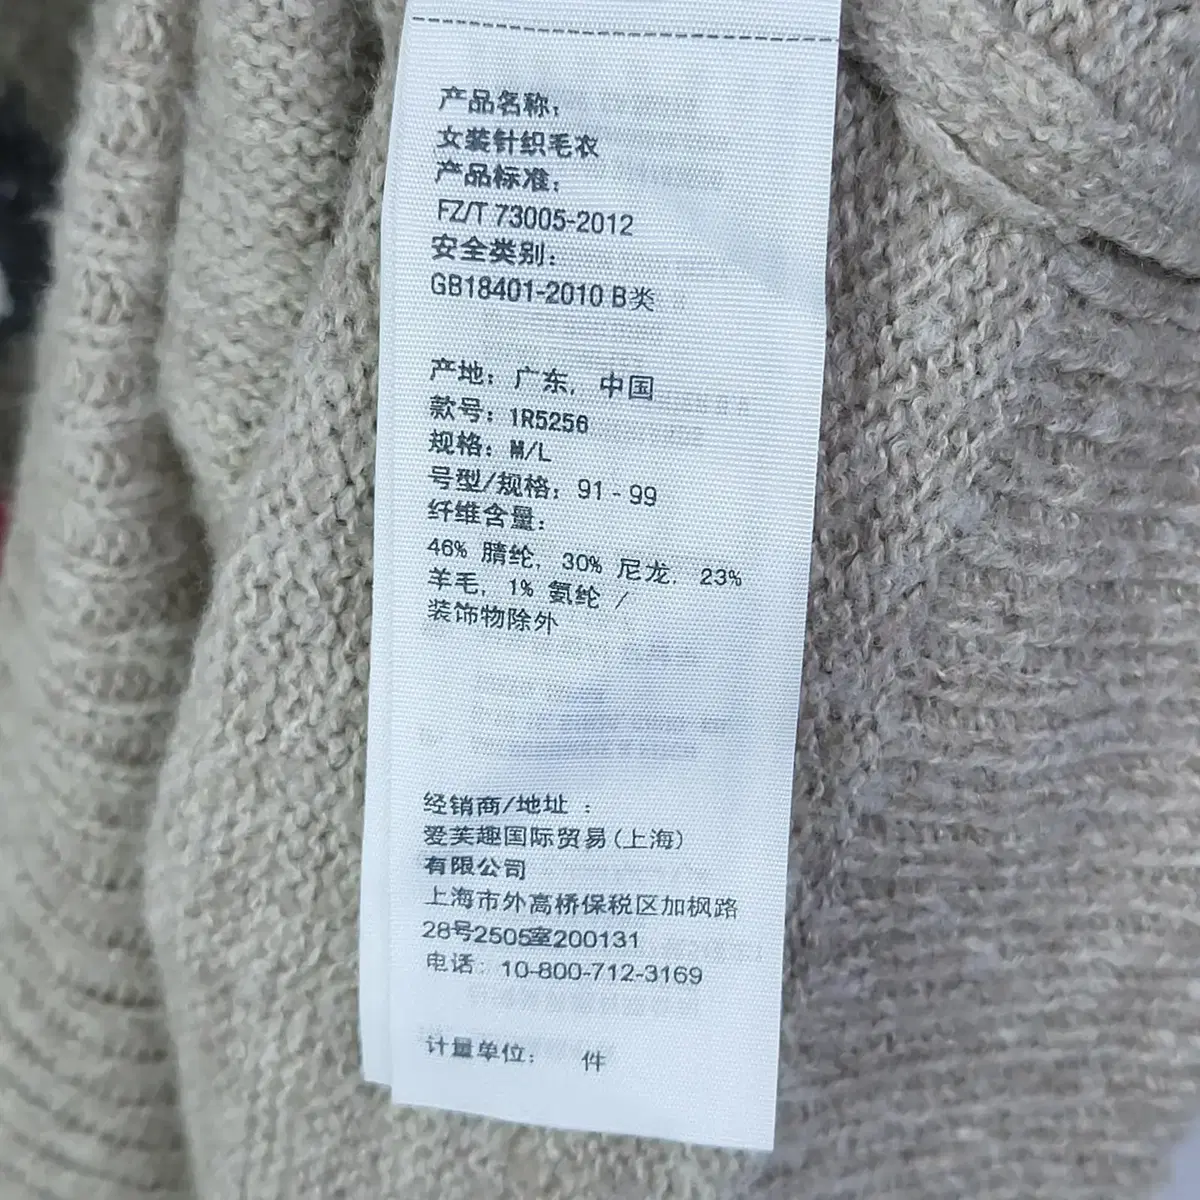 产品名称：
女装针织毛衣
产品标准：
FZ/T 73005-2012
安全类别：
GB18401-2010 B类
产地：广东, 中国
款号：1R5256
规格：M/L
号型/规格：91 - 99
纤维含量：
46% 腈纶, 30% 尼龙, 23%
羊毛, 1% 氨纶 /
装饰物除外
经销商/地址 ：
爱芙趣国际贸易(上海)
有限公司
上海市外高桥保税区加枫路
28号2505室200131
电话：10-800-712-3169
计量单位： 件